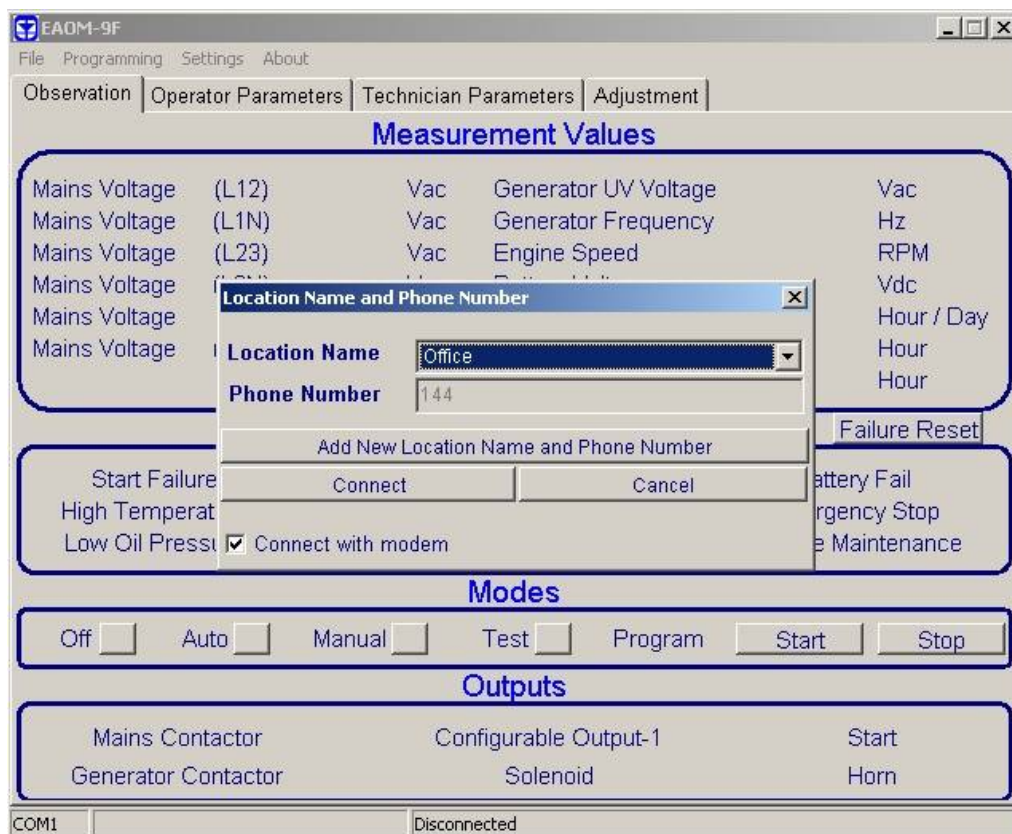 EAOM-9F
File Programming Settings About
Observation Operator Parameters Technician Parameters Adjustment
Measurement Values
Mains Voltage (L12) Vac Generator UV Voltage Vac
Mains Voltage (L1N) Vac Generator Frequency Hz
Mains Voltage (L23) Vac Engine Speed RPM
Mains Voltage Vdc
Mains Voltage Hour / Day
Mains Voltage Hour
Hour
Location Name and Phone Number
Location Name Office
Phone Number 144
Add New Location Name and Phone Number
Connect Cancel
Connect with modem
Failure Reset
Start Failure attery Fail
High Temperat rgency Stop
Low Oil Pressu e Maintenance
Modes
Off Auto Manual Test Program Start Stop
Outputs
Mains Contactor Configurable Output-1 Start
Generator Contactor Solenoid Horn
COM1 Disconnected